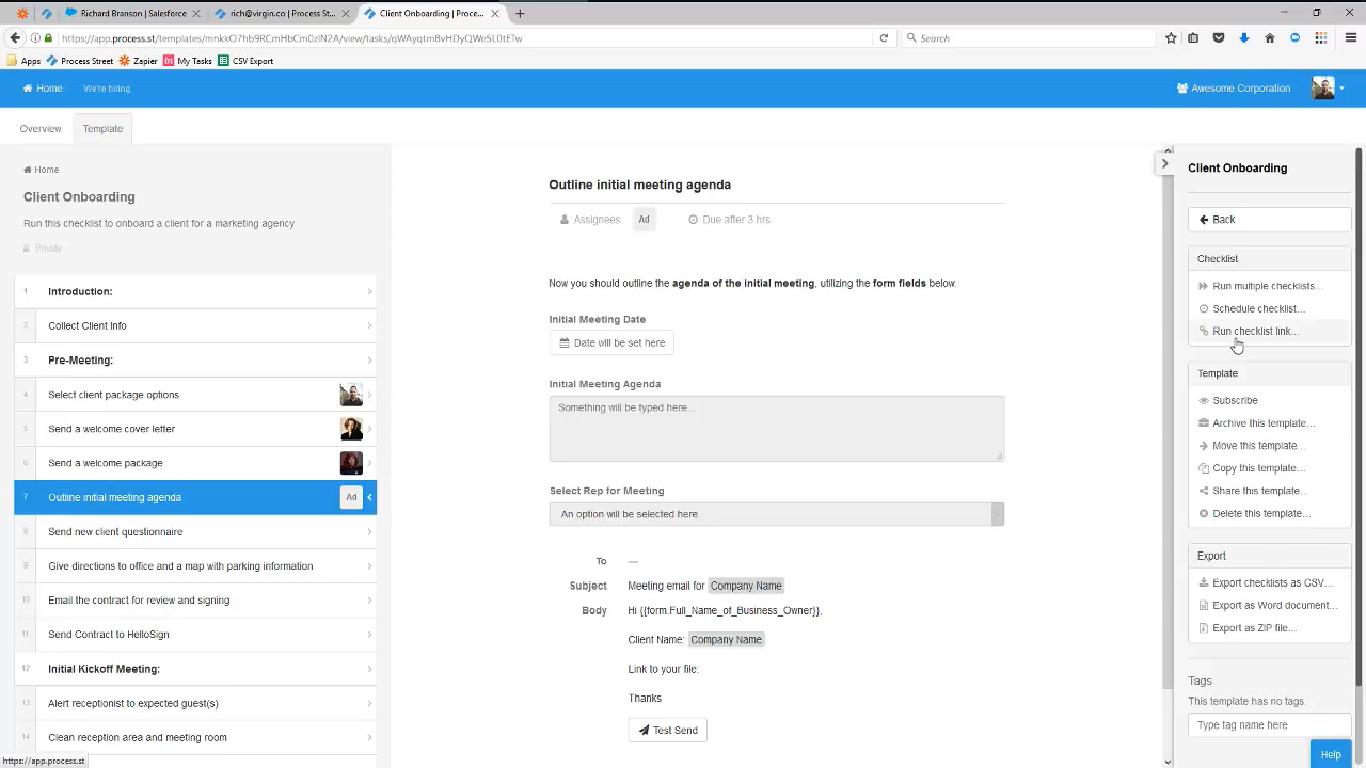 Richard Branson | Salesforce
rich@virgin.co | Process St...
Client Onboarding | Proce...
Search
Apps
Process Street
Zapier
My Tasks
CSV Export
Home
We're hiring
Awesome Corporation
Overview
Template
Home
Client Onboarding
Run this checklist to onboard a client for a marketing agency
Private
1 Introduction:
2 Collect Client Info
3 Pre-Meeting:
4 Select client package options
5 Send a welcome cover letter
6 Send a welcome package
7 Outline initial meeting agenda Ad
8 Send new client questionnaire
9 Give directions to office and a map with parking information
10 Email the contract for review and signing
11 Send Contract to HelloSign
12 Initial Kickoff Meeting:
13 Alert receptionist to expected guest(s)
14 Clean reception area and meeting room
https://app.process.st
Outline initial meeting agenda
Assignees Ad Due after 3 hrs
Now you should outline the agenda of the initial meeting, utilizing the form fields below.
Initial Meeting Date
Date will be set here
Initial Meeting Agenda
Something will be typed here...
Select Rep for Meeting
An option will be selected here
To —
Subject Meeting email for Company Name
Body Hi {{form.Full_Name_of_Business_Owner}},
Client Name: Company Name
Link to your file:
Thanks
Test Send
Client Onboarding
Back
Checklist
Run multiple checklists...
Schedule checklist...
Run checklist link...
Template
Subscribe
Archive this template...
Move this template...
Copy this template...
Share this template...
Delete this template...
Export
Export checklists as CSV...
Export as Word document...
Export as ZIP file...
Tags
This template has no tags.
Type tag name here
Help